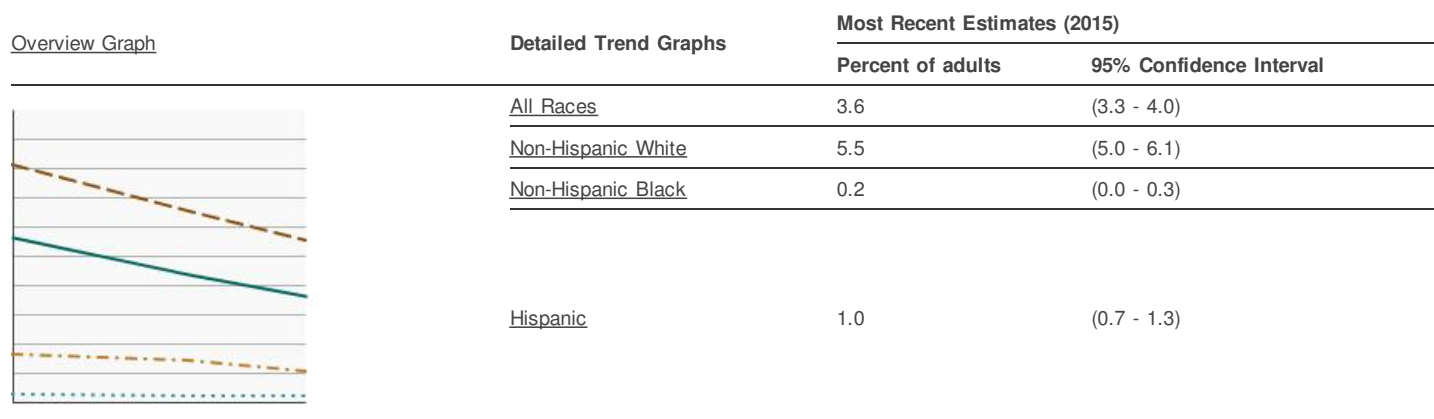 Overview Graph
Detailed Trend Graphs
Most Recent Estimates (2015)
Percent of adults
95% Confidence Interval
All Races 3.6 (3.3 - 4.0)
Non-Hispanic White 5.5 (5.0 - 6.1)
Non-Hispanic Black 0.2 (0.0 - 0.3)
Hispanic 1.0 (0.7 - 1.3)